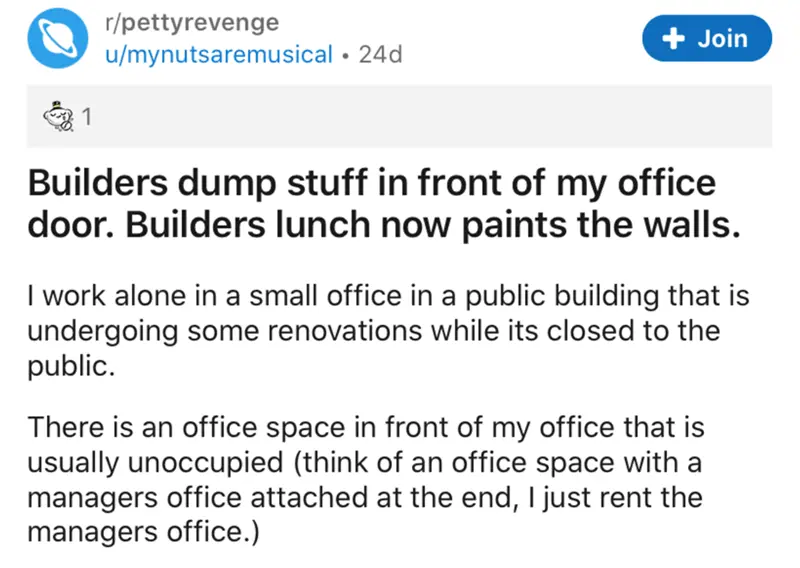 r/pettyrevenge
u/mynutsaremusical • 24d
+ Join
1
Builders dump stuff in front of my office
door. Builders lunch now paints the walls.
I work alone in a small office in a public building that is
undergoing some renovations while its closed to the
public.
There is an office space in front of my office that is
usually unoccupied (think of an office space with a
managers office attached at the end, I just rent the
managers office.)